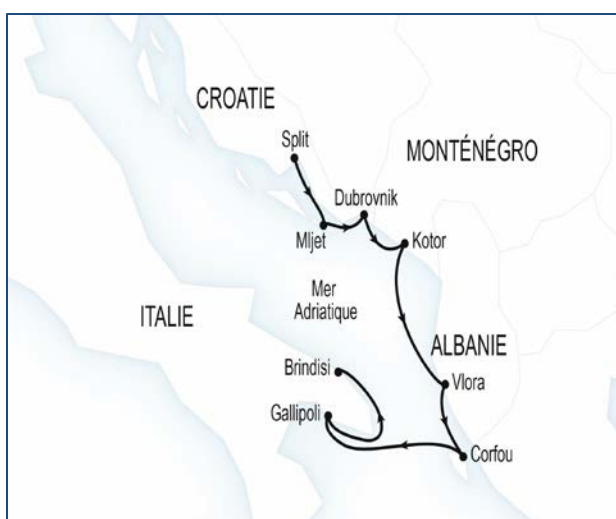 CROATIE
Split
MONTÉNÉGRO
Dubrovnik
Mljet
Kotor
Mer
Adriatique
ITALIE
ALBANIE
Brindisi
Vlora
Gallipoli
Corfou